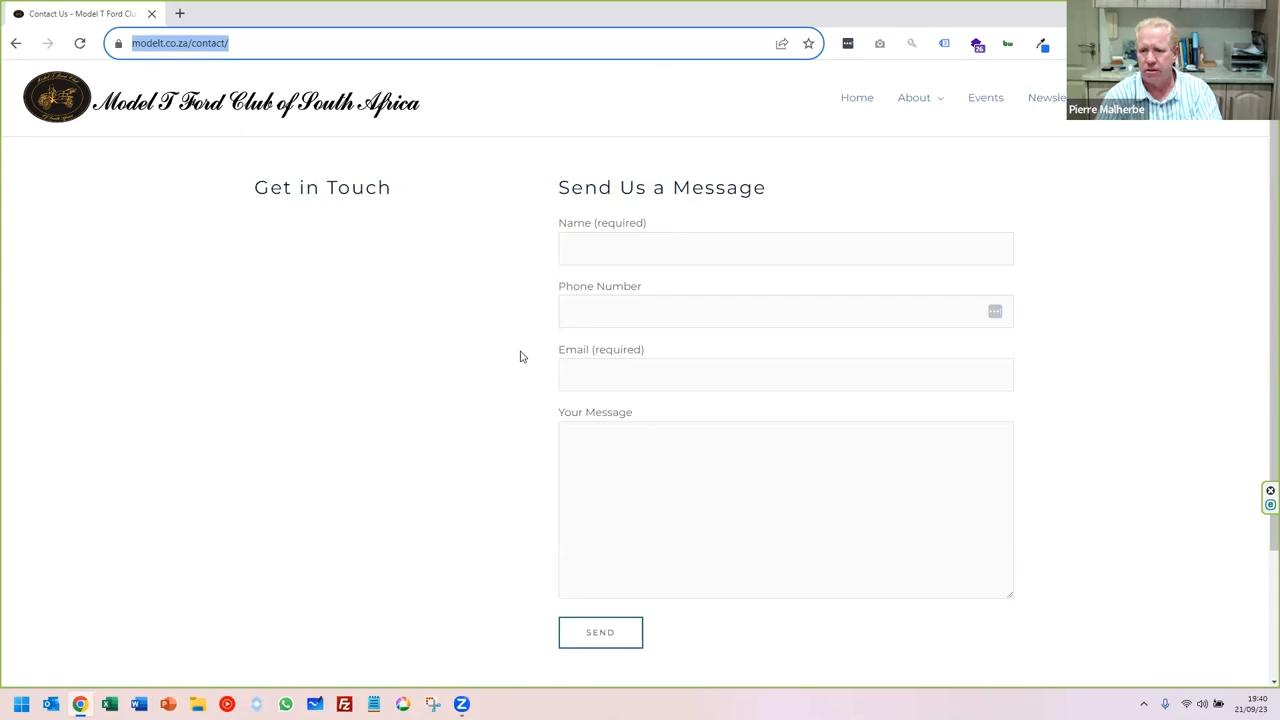 Contact Us - Model T Ford Clu
modelt.co.za/contact/
26
bw
Pierre Malherbe
Model T Ford Club of South Africa
Home
About
Events
Newsle
Get in Touch
Send Us a Message
Name (required)
Phone Number
Email (required)
Your Message
SEND
19:40
21/09/23